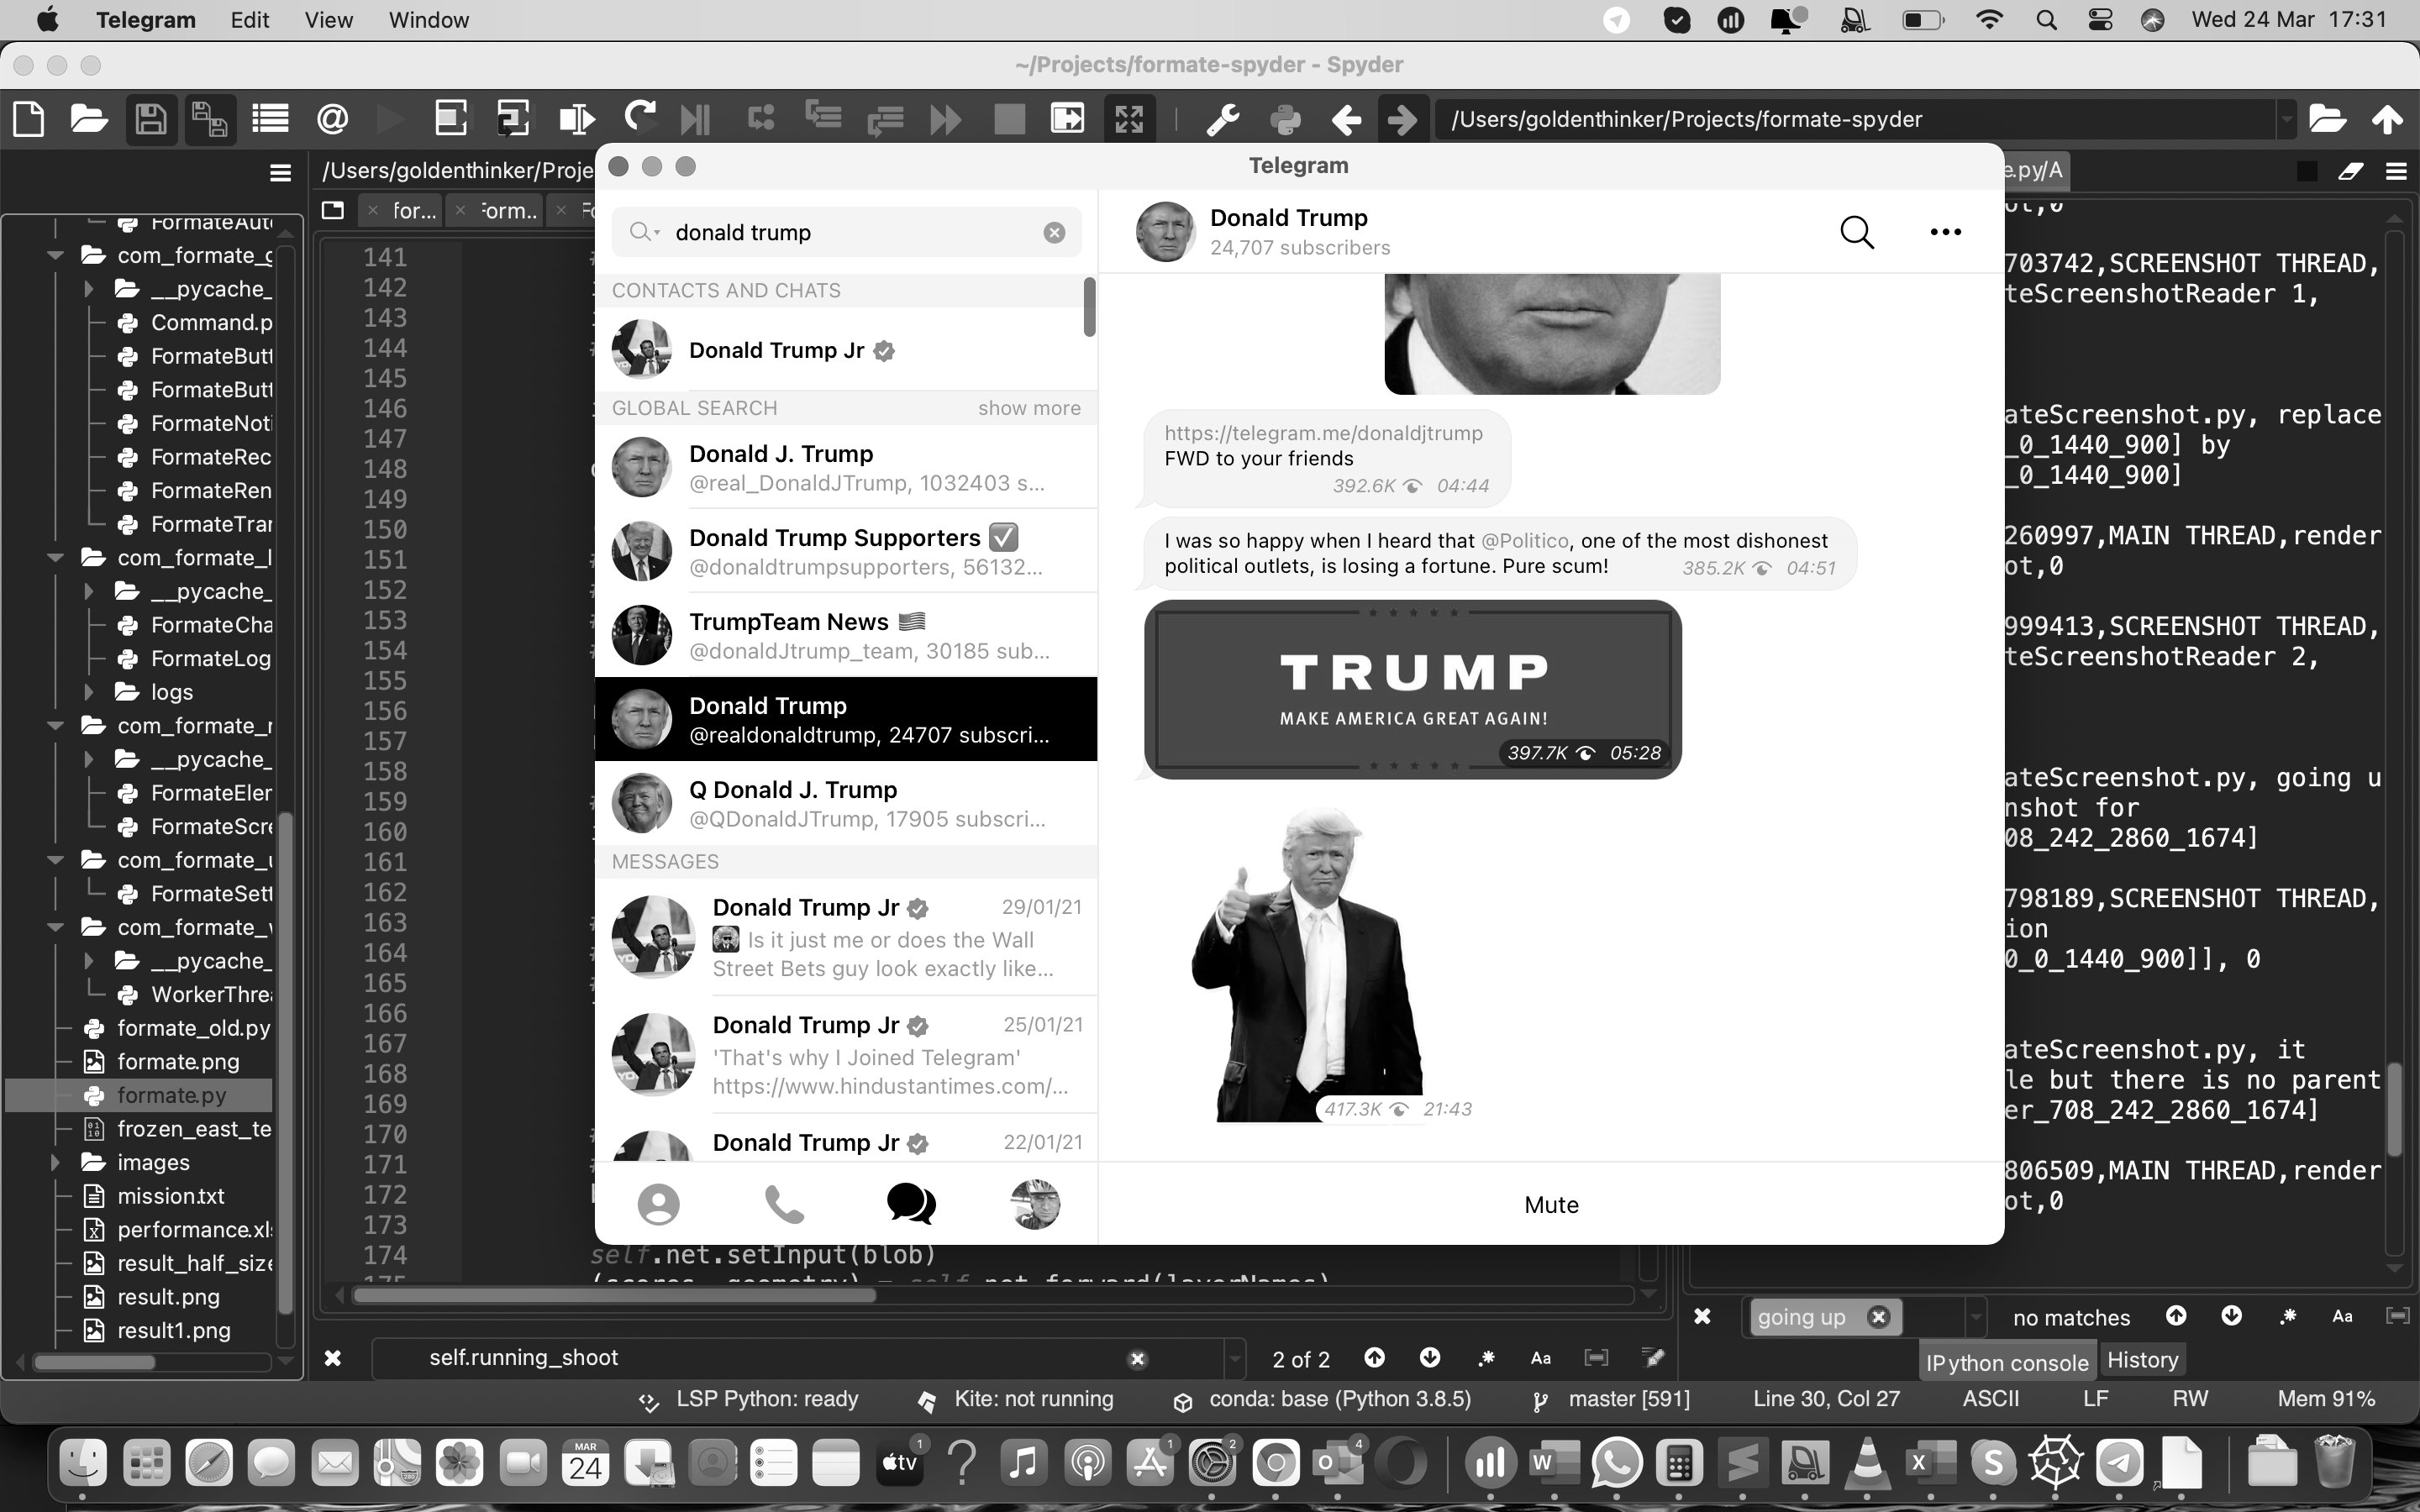 Telegram Edit View Window Wed 24 Mar 17:31
~/Projects/formate-spyder - Spyder
/Users/goldenthinker/Projects/formate-spyder
FormateAut
com_formate_g
__pycache_
Command.p
FormateButt
FormateButt
FormateNoti
FormateRec
FormateRen
FormateTrar
com_formate_l
__pycache_
FormateCha
FormateLog
logs
com_formate_r
__pycache_
FormateEler
FormateScre
com_formate_u
FormateSett
com_formate_w
__pycache_
WorkerThrea
formate_old.py
formate.png
formate.py
frozen_east_te
images
mission.txt
performance.xls
result_half_size
result.png
result1.png
/Users/goldenthinker/Proje
for... Form..
141
142
143
144
145
146
147
148
149
150
151
152
153
154
155
156
157
158
159
160
161
162
163
164
165
166
167
168
169
170
171
172
173
174
175
self.net.setInput(blob)
(scores, geometry) = self.net.forward(layerNames)
Telegram
donald trump
CONTACTS AND CHATS
Donald Trump Jr
GLOBAL SEARCH show more
Donald J. Trump
@real_DonaldJTrump, 1032403 s...
Donald Trump Supporters ☑
@donaldtrumpsupporters, 56132...
TrumpTeam News 🇺🇸
@donaldJtrump_team, 30185 sub...
Donald Trump
@realdonaldtrump, 24707 subscri...
Q Donald J. Trump
@QDonaldJTrump, 17905 subscri...
MESSAGES
Donald Trump Jr 29/01/21
Is it just me or does the Wall
Street Bets guy look exactly like...
Donald Trump Jr 25/01/21
'That's why I Joined Telegram'
https://www.hindustantimes.com/...
Donald Trump Jr 22/01/21
Donald Trump
24,707 subscribers
https://telegram.me/donaldjtrump
FWD to your friends
392.6K 04:44
I was so happy when I heard that @Politico, one of the most dishonest
political outlets, is losing a fortune. Pure scum! 385.2K 04:51
TRUMP
MAKE AMERICA GREAT AGAIN!
397.7K 05:28
417.3K 21:43
Mute
e.py/A
ot,0
703742,SCREENSHOT THREAD,
teScreenshotReader 1,
ateScreenshot.py, replace
_0_1440_900] by
_0_1440_900]
260997,MAIN THREAD,render
ot,0
999413,SCREENSHOT THREAD,
teScreenshotReader 2,
ateScreenshot.py, going u
nshot for
08_242_2860_1674]
798189,SCREENSHOT THREAD,
ion
0_0_1440_900]], 0
ateScreenshot.py, it
le but there is no parent
er_708_242_2860_1674]
806509,MAIN THREAD,render
ot,0
going up no matches Aa
self.running_shoot 2 of 2 Aa
IPython console History
LSP Python: ready Kite: not running conda: base (Python 3.8.5) master [591] Line 30, Col 27 ASCII LF RW Mem 91%
MAR
24
tv 1 1 2 4
W X S